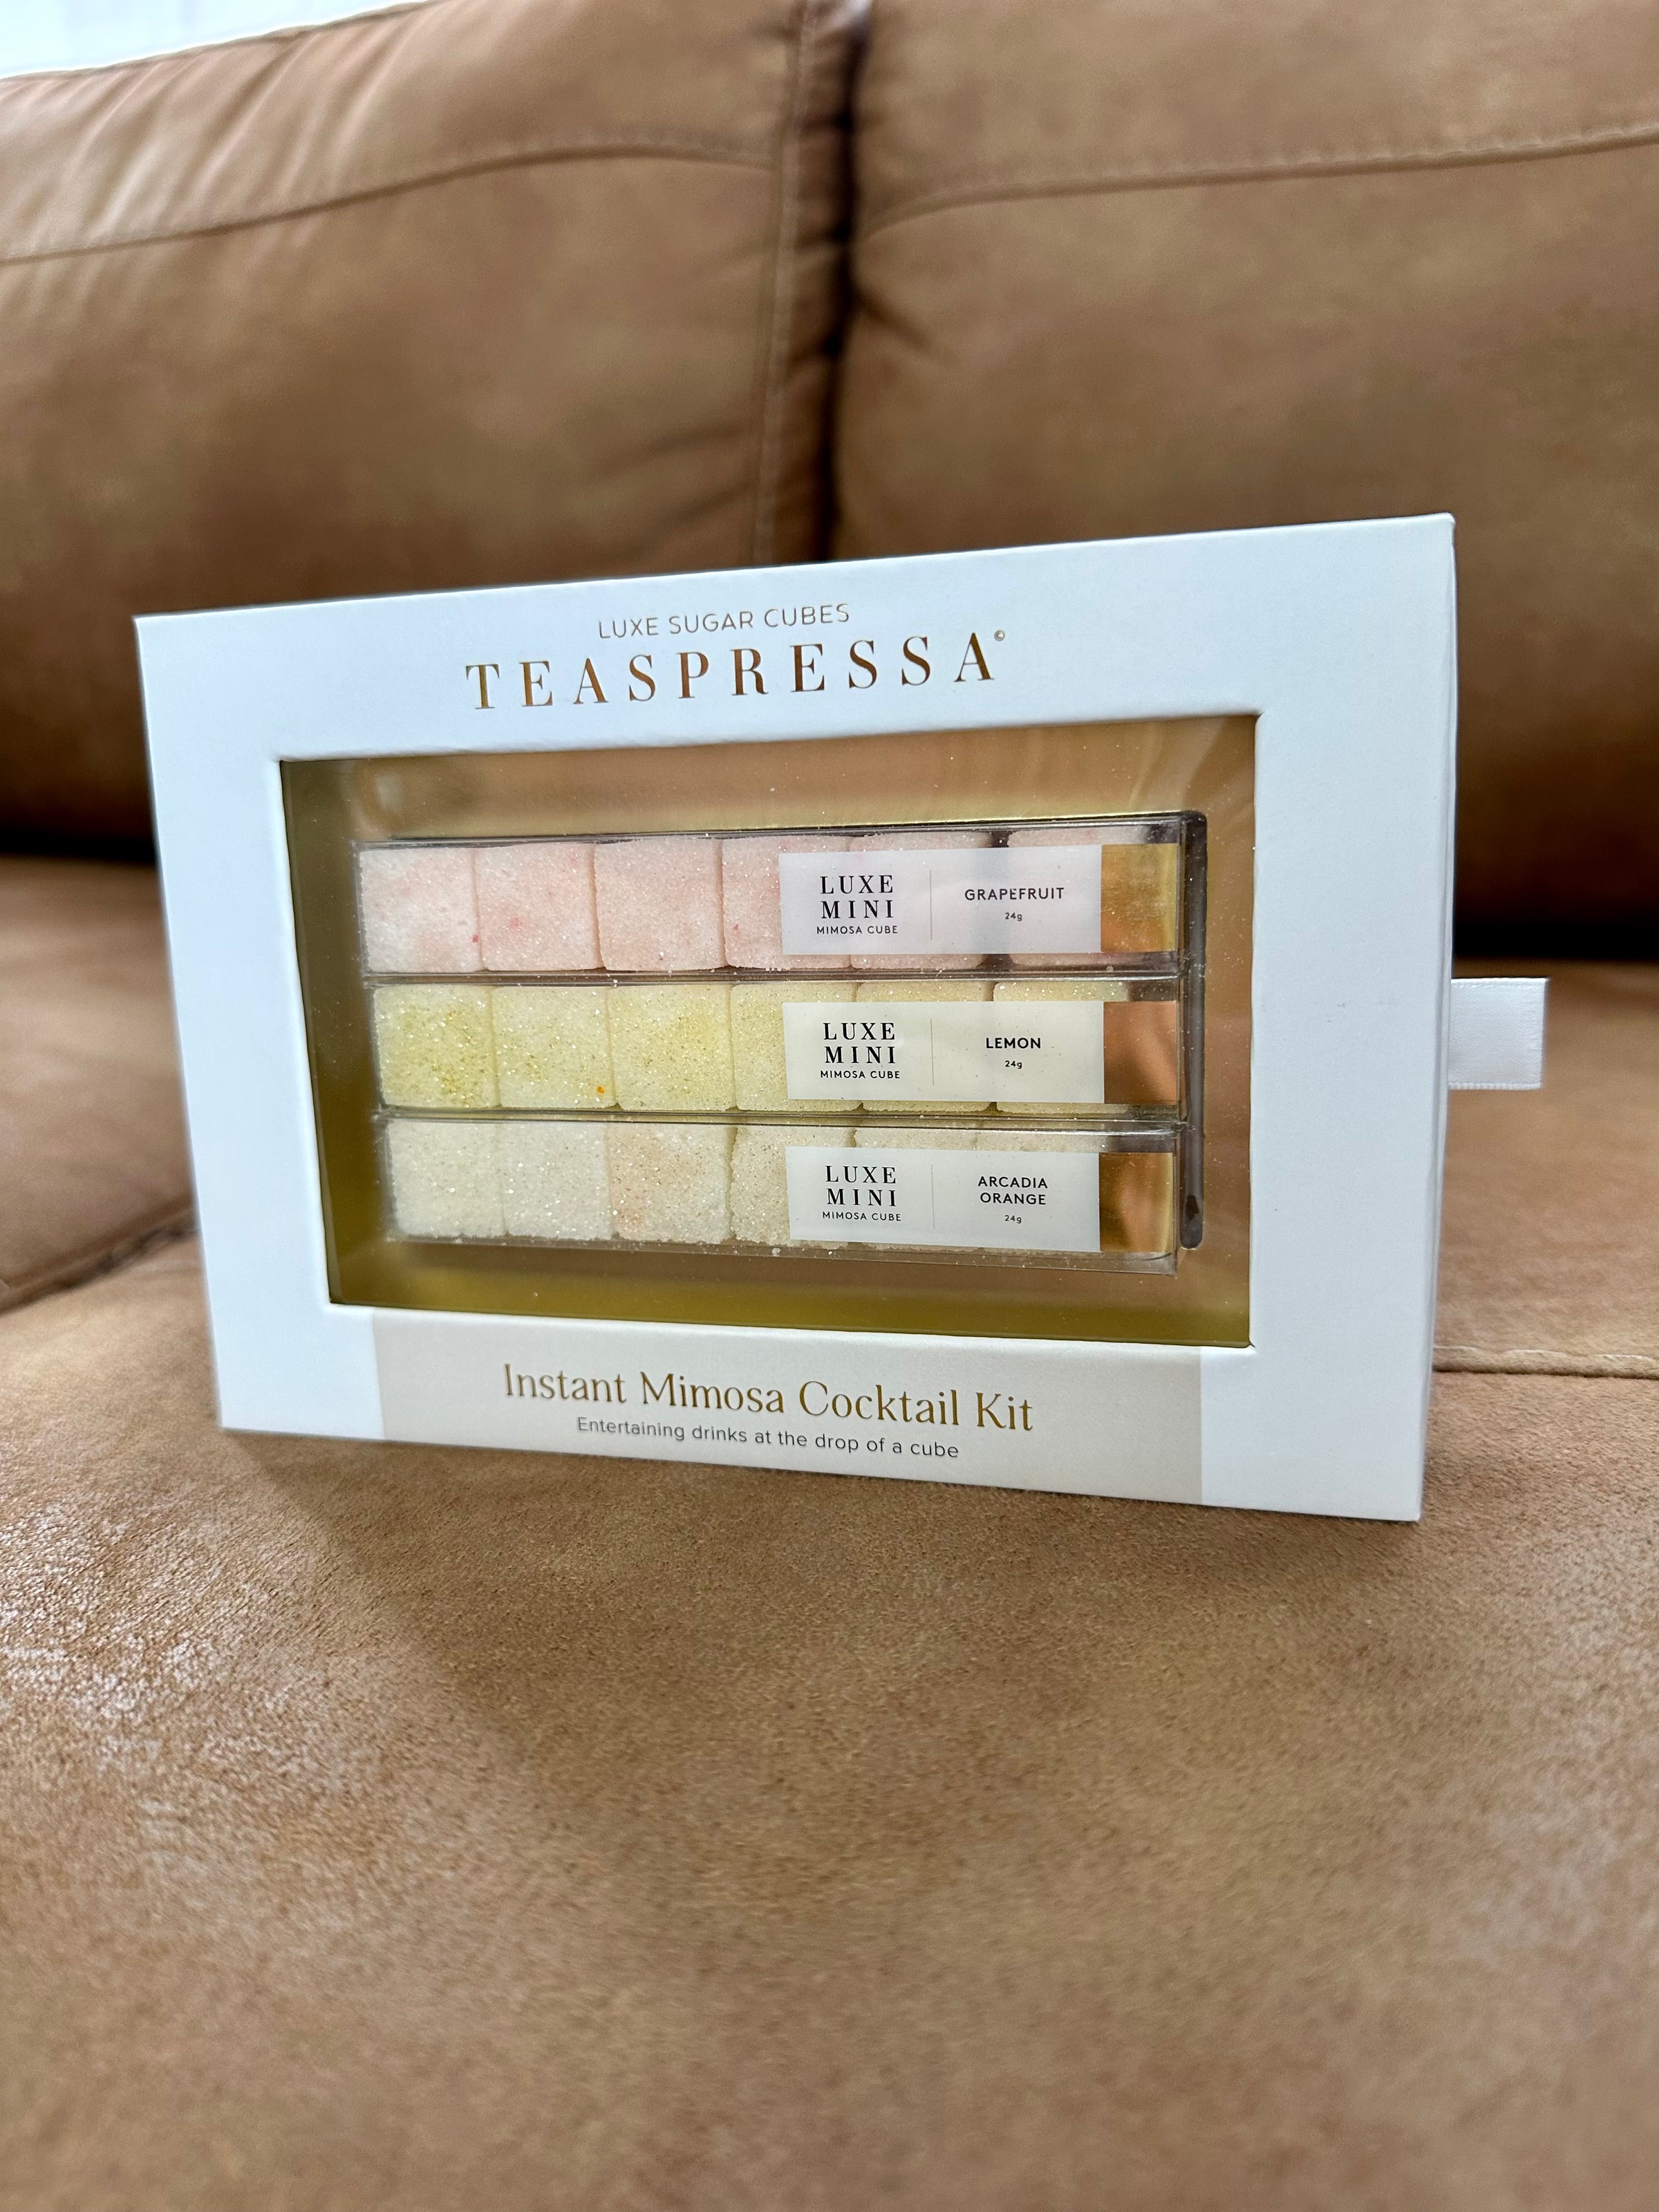 LUXE SUGAR CUBES
TEASPRESSA©
LUXE
MINI
MIMOSA CUBE
GRAPEFRUIT
24g
LUXE
MINI
MIMOSA CUBE
LEMON
24g
LUXE
MINI
MIMOSA CUBE
ARCADIA
ORANGE
24g
Instant Mimosa Cocktail Kit
Entertaining drinks at the drop of a cube